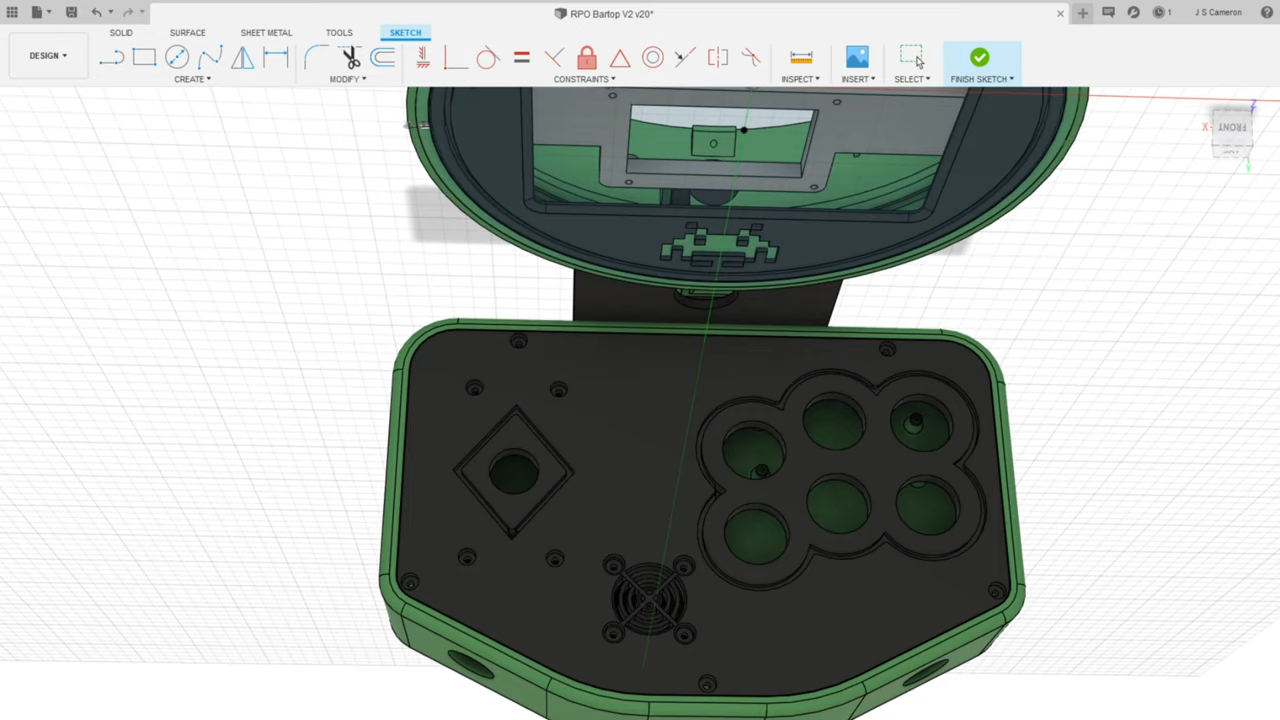 RPO Bartop V2 v20*
1
J S Cameron
SOLID
SURFACE
SHEET METAL
TOOLS
SKETCH
DESIGN
CREATE
MODIFY
CONSTRAINTS
INSPECT
INSERT
SELECT
FINISH SKETCH
Z
X
FRONT
Y